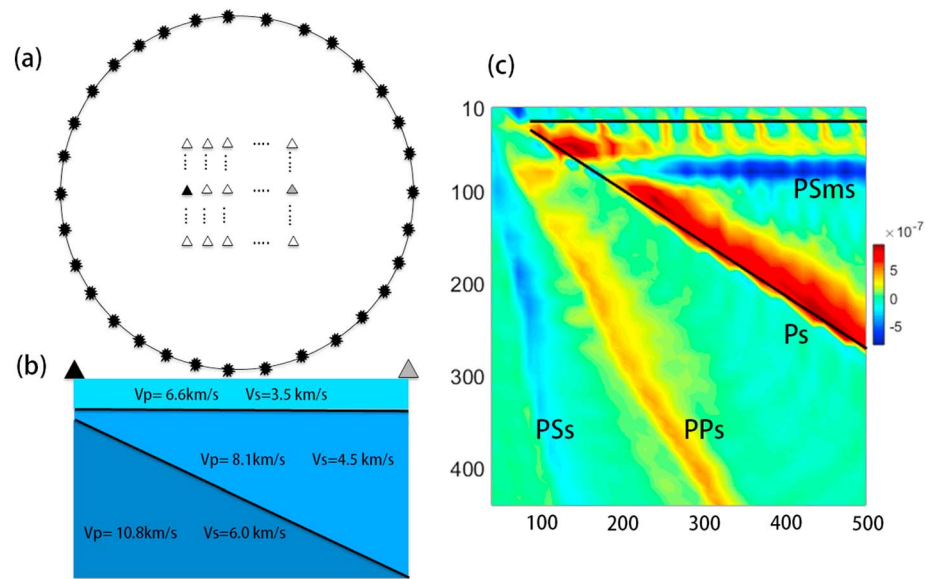 (a)
(b)
Vp= 6.6km/s Vs=3.5 km/s
Vp= 8.1km/s Vs=4.5 km/s
Vp= 10.8km/s Vs=6.0 km/s
(c)
10
100
200
300
400
PSms
Ps
PSs
PPs
100 200 300 400 500
×10⁻⁷
5
0
-5